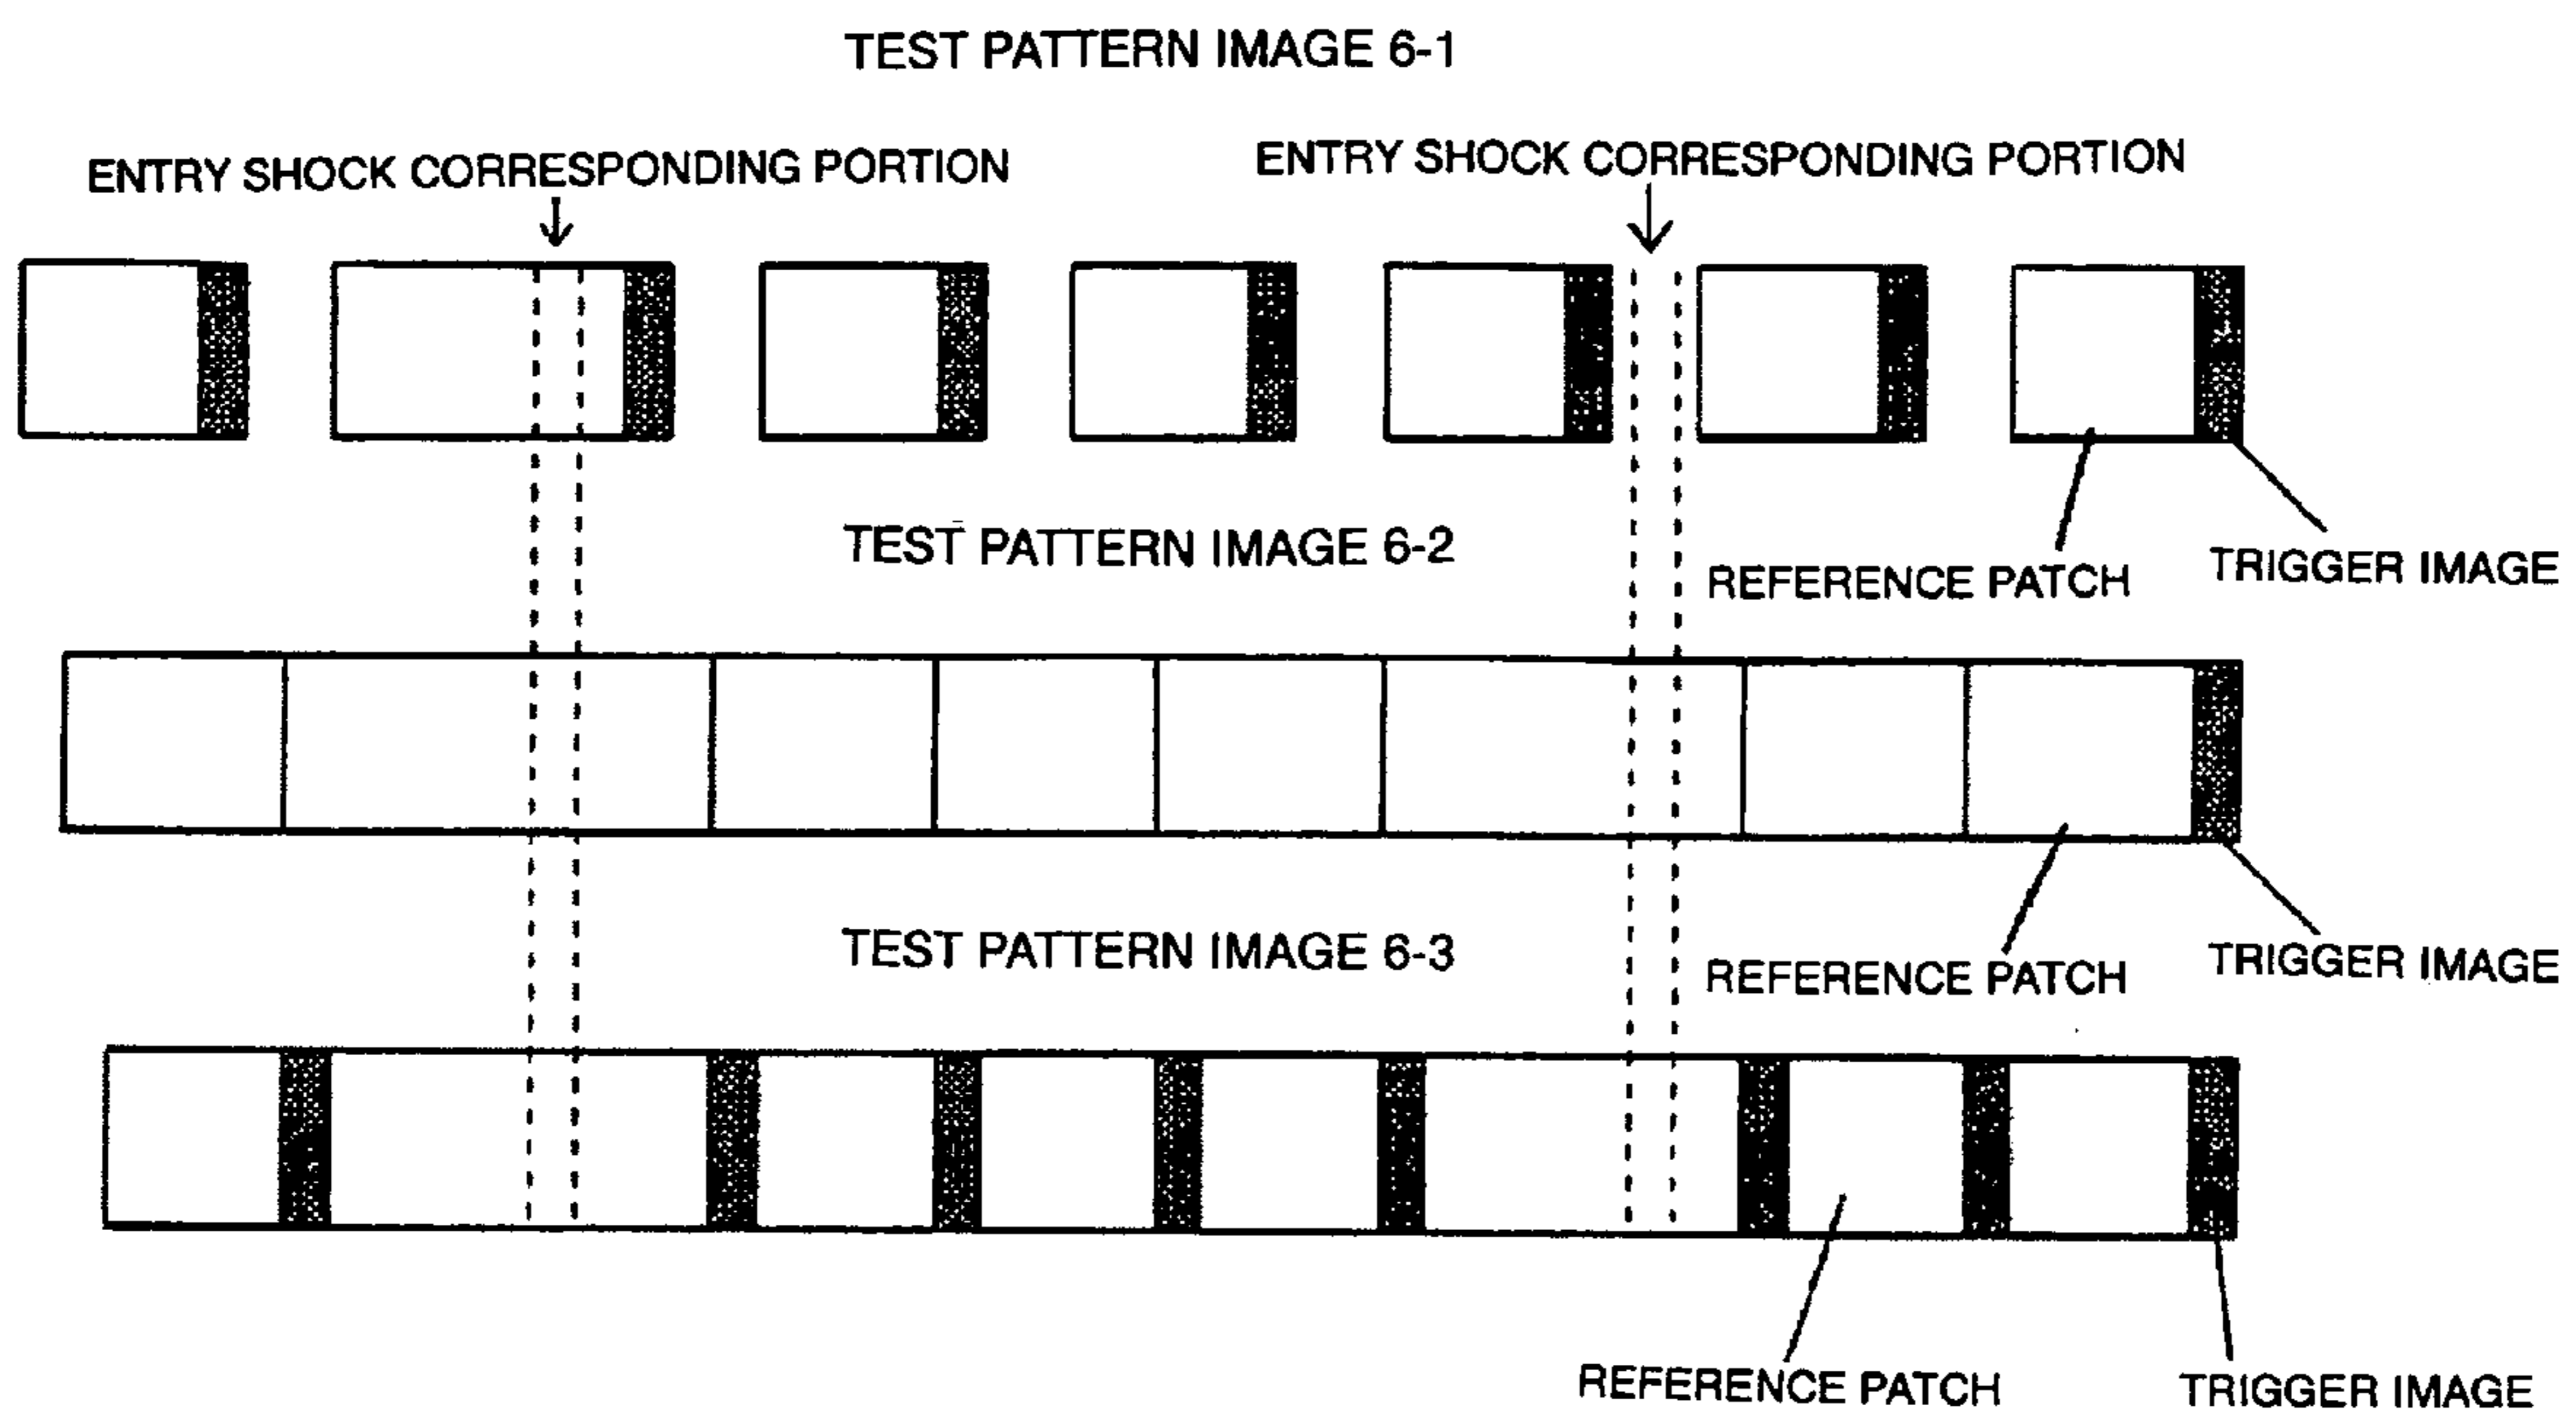 TEST PATTERN IMAGE 6-1
ENTRY SHOCK CORRESPONDING PORTION
ENTRY SHOCK CORRESPONDING PORTION
REFERENCE PATCH
TRIGGER IMAGE
TEST PATTERN IMAGE 6-2
REFERENCE PATCH
TRIGGER IMAGE
TEST PATTERN IMAGE 6-3
REFERENCE PATCH
TRIGGER IMAGE